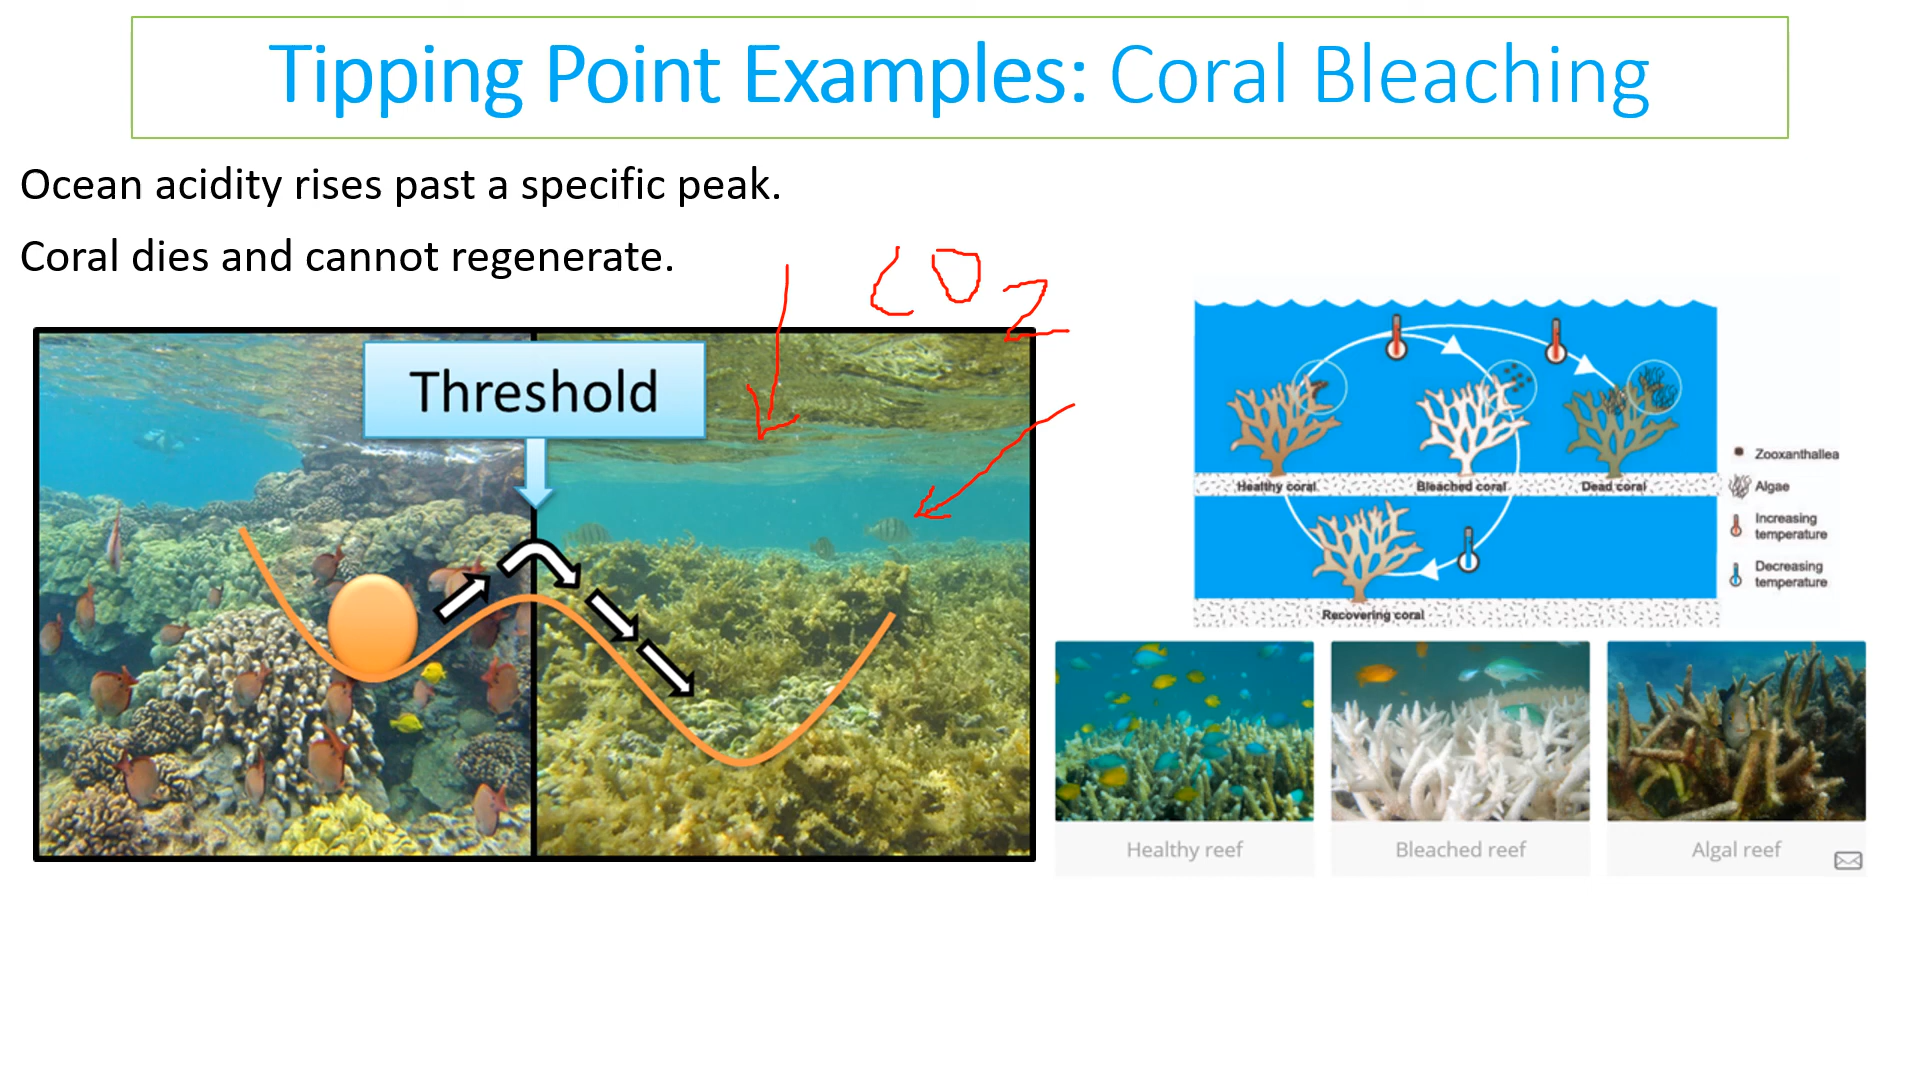 Tipping Point Examples: Coral Bleaching
Ocean acidity rises past a specific peak.
Coral dies and cannot regenerate.
CO2
Threshold
Healthy coral
Bleached coral
Dead coral
Recovering coral
Zooxanthallea
Algae
Increasing
temperature
Decreasing
temperature
Healthy reef
Bleached reef
Algal reef